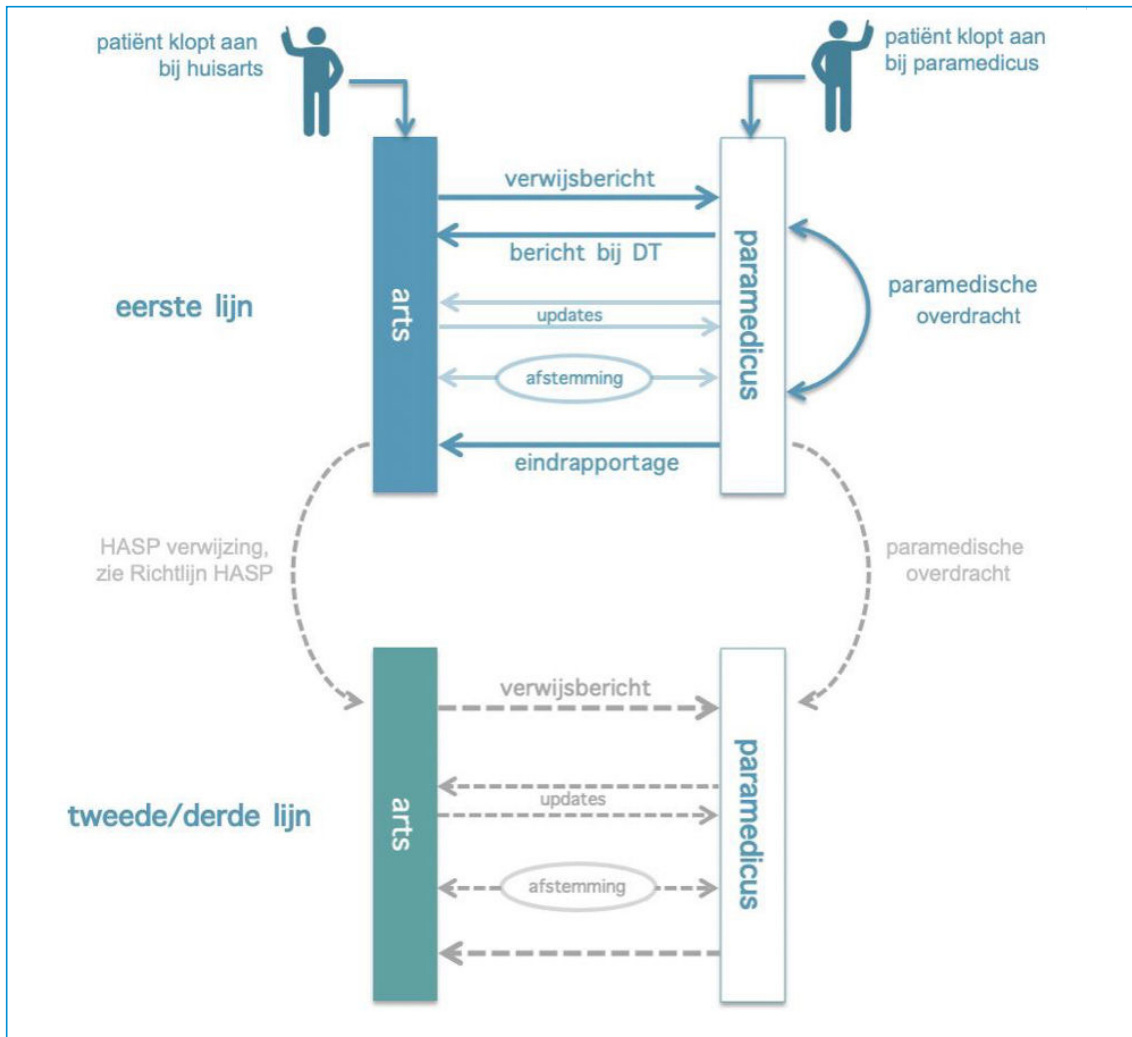 patiënt klopt aan
bij huisarts
patiënt klopt aan
bij paramedicus
verwijsbericht
bericht bij DT
eerste lijn
arts
updates
paramedicus
paramedische
overdracht
afstemming
eindrapportage
HASP verwijzing,
zie Richtlijn HASP
paramedische
overdracht
verwijsbericht
tweede/derde lijn
arts
updates
paramedicus
afstemming